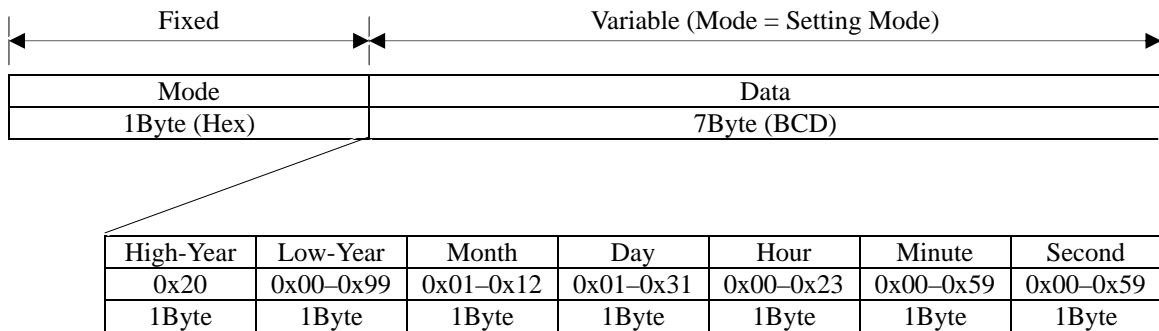 Fixed Variable (Mode = Setting Mode)
Mode Data
1Byte (Hex) 7Byte (BCD)
High-Year Low-Year Month Day Hour Minute Second
0x20 0x00–0x99 0x01–0x12 0x01–0x31 0x00–0x23 0x00–0x59 0x00–0x59
1Byte 1Byte 1Byte 1Byte 1Byte 1Byte 1Byte